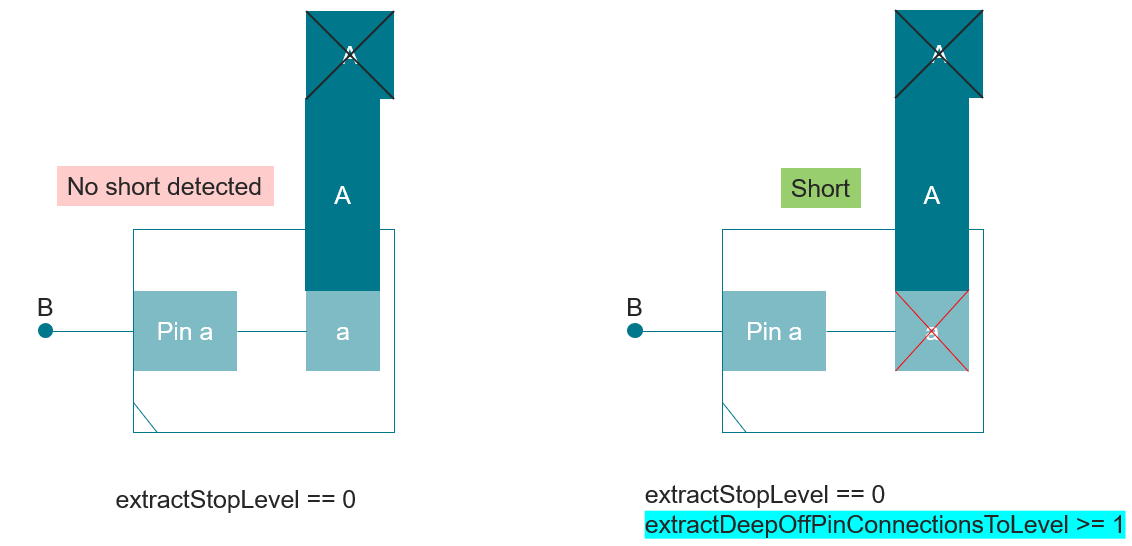 A
A
No short detected
Short
A
A
B
Pin a
a
B
Pin a
a
extractStopLevel == 0
extractStopLevel == 0
extractDeepOffPinConnectionsToLevel >= 1